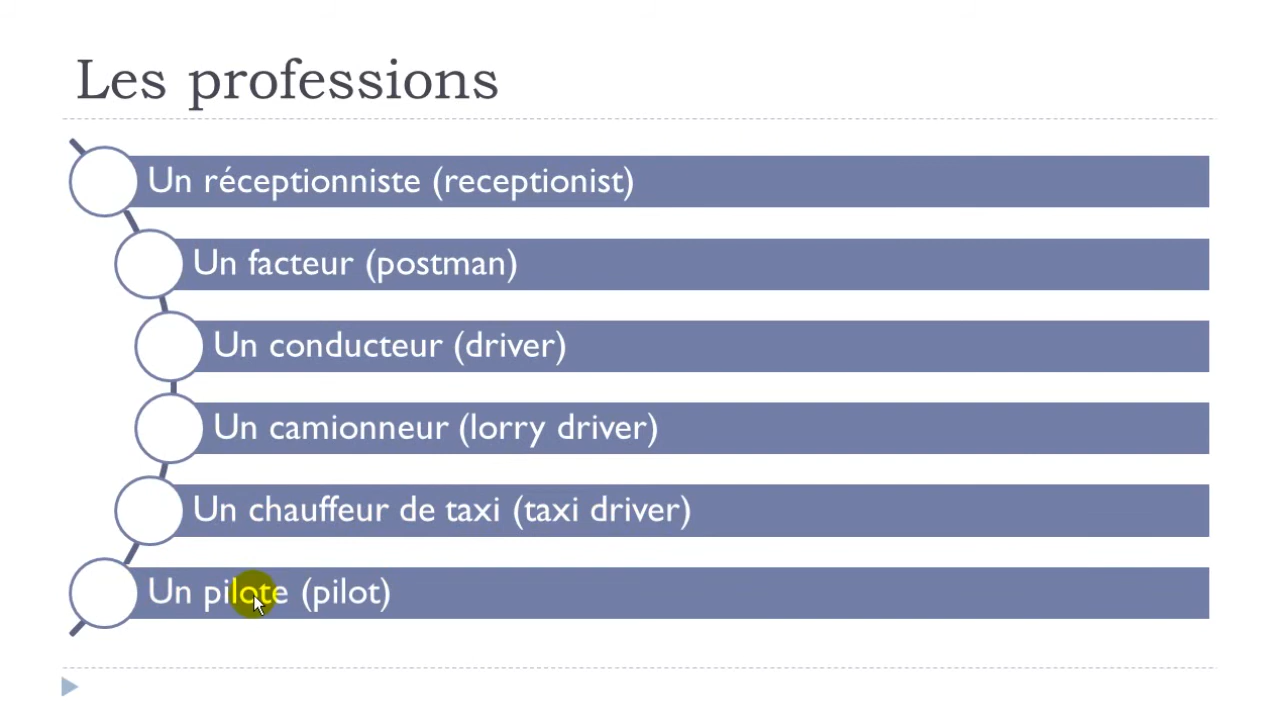 Les professions
Un réceptionniste (receptionist)
Un facteur (postman)
Un conducteur (driver)
Un camionneur (lorry driver)
Un chauffeur de taxi (taxi driver)
Un pilote (pilot)